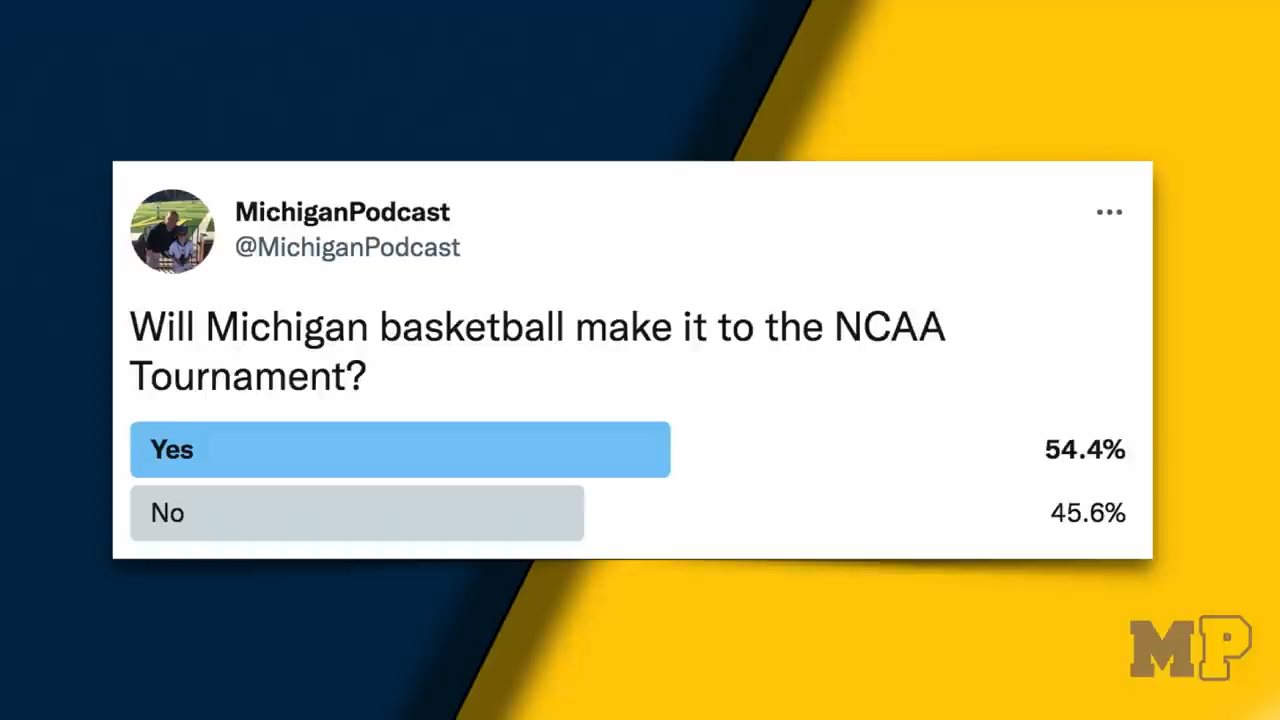 MichiganPodcast
@MichiganPodcast
Will Michigan basketball make it to the NCAA
Tournament?
Yes 54.4%
No 45.6%
MP